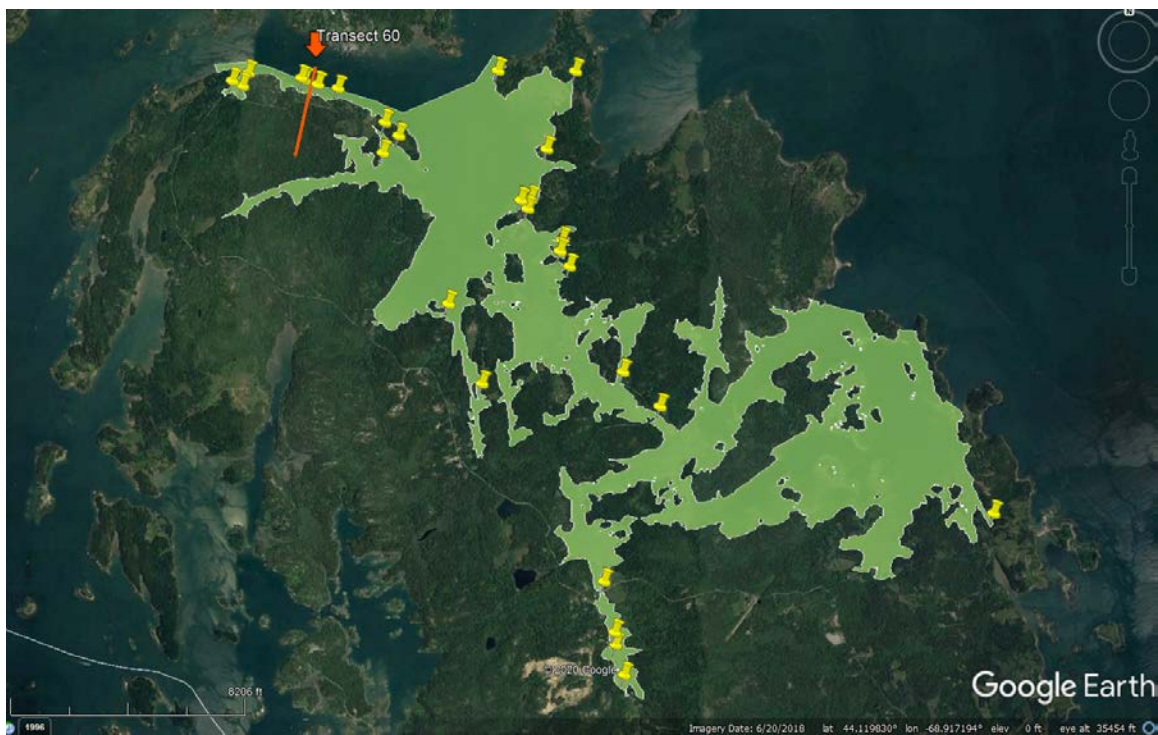 N
Transect 60
©2020 Google
8206 ft
Google Earth
1996
Imagery Date: 6/20/2018 lat 44.119830° lon -68.917194° elev 0 ft eye alt 35454 ft